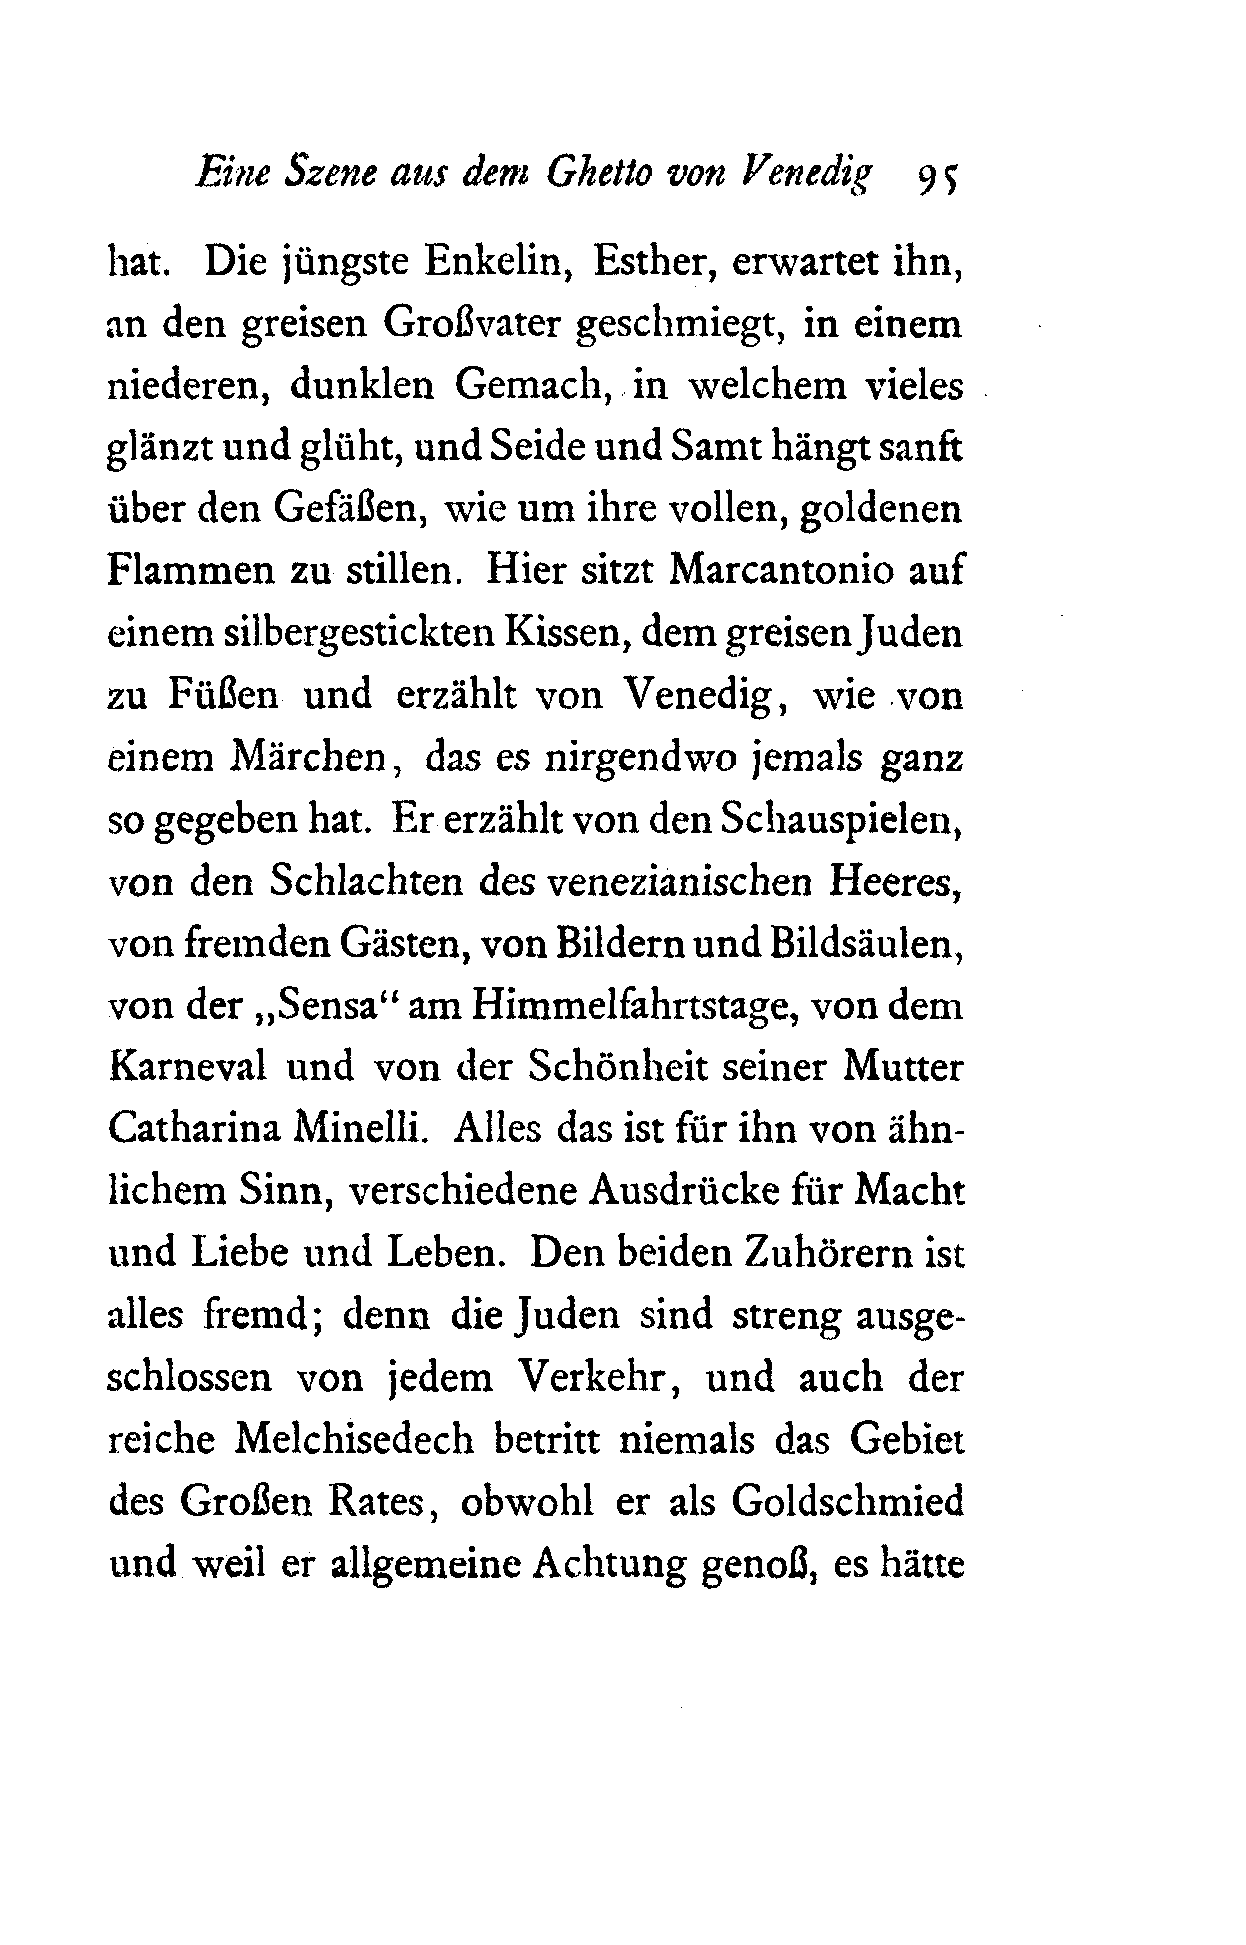 Eine Szene aus dem Ghetto von Venedig 95
hat. Die jüngste Enkelin, Esther, erwartet ihn,
an den greisen Großvater geschmiegt, in einem
niederen, dunklen Gemach, in welchem vieles
glänzt und glüht, und Seide und Samt hängt sanft
über den Gefäßen, wie um ihre vollen, goldenen
Flammen zu stillen. Hier sitzt Marcantonio auf
einem silbergestickten Kissen, dem greisen Juden
zu Füßen und erzählt von Venedig, wie von
einem Märchen, das es nirgendwo jemals ganz
so gegeben hat. Er erzählt von den Schauspielen,
von den Schlachten des venezianischen Heeres,
von fremden Gästen, von Bildern und Bildsäulen,
von der „Sensa“ am Himmelfahrtstage, von dem
Karneval und von der Schönheit seiner Mutter
Catharina Minelli. Alles das ist für ihn von ähn-
lichem Sinn, verschiedene Ausdrücke für Macht
und Liebe und Leben. Den beiden Zuhörern ist
alles fremd; denn die Juden sind streng ausge-
schlossen von jedem Verkehr, und auch der
reiche Melchisedech betritt niemals das Gebiet
des Großen Rates, obwohl er als Goldschmied
und weil er allgemeine Achtung genoß, es hätte